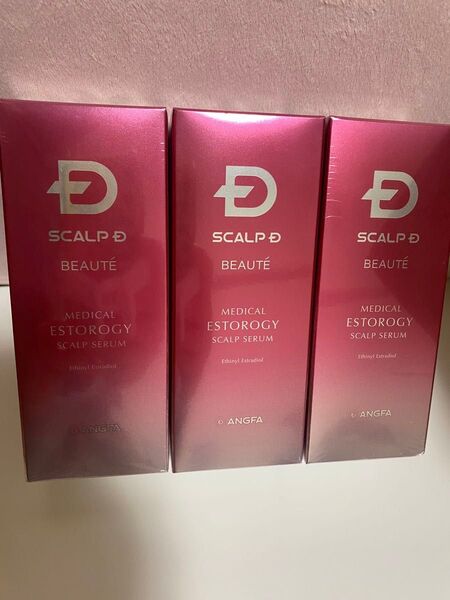 SCALP Đ
BEAUTÉ
MEDICAL
ESTOROGY
SCALP SERUM
Ethinyl Estradiol
ANGFA
SCALP Đ
BEAUTÉ
MEDICAL
ESTOROGY
SCALP SERUM
Ethinyl Estradiol
ANGFA
SCALP Đ
BEAUTÉ
MEDICAL
ESTOROGY
SCALP SERUM
Ethinyl Estradiol
ANGFA